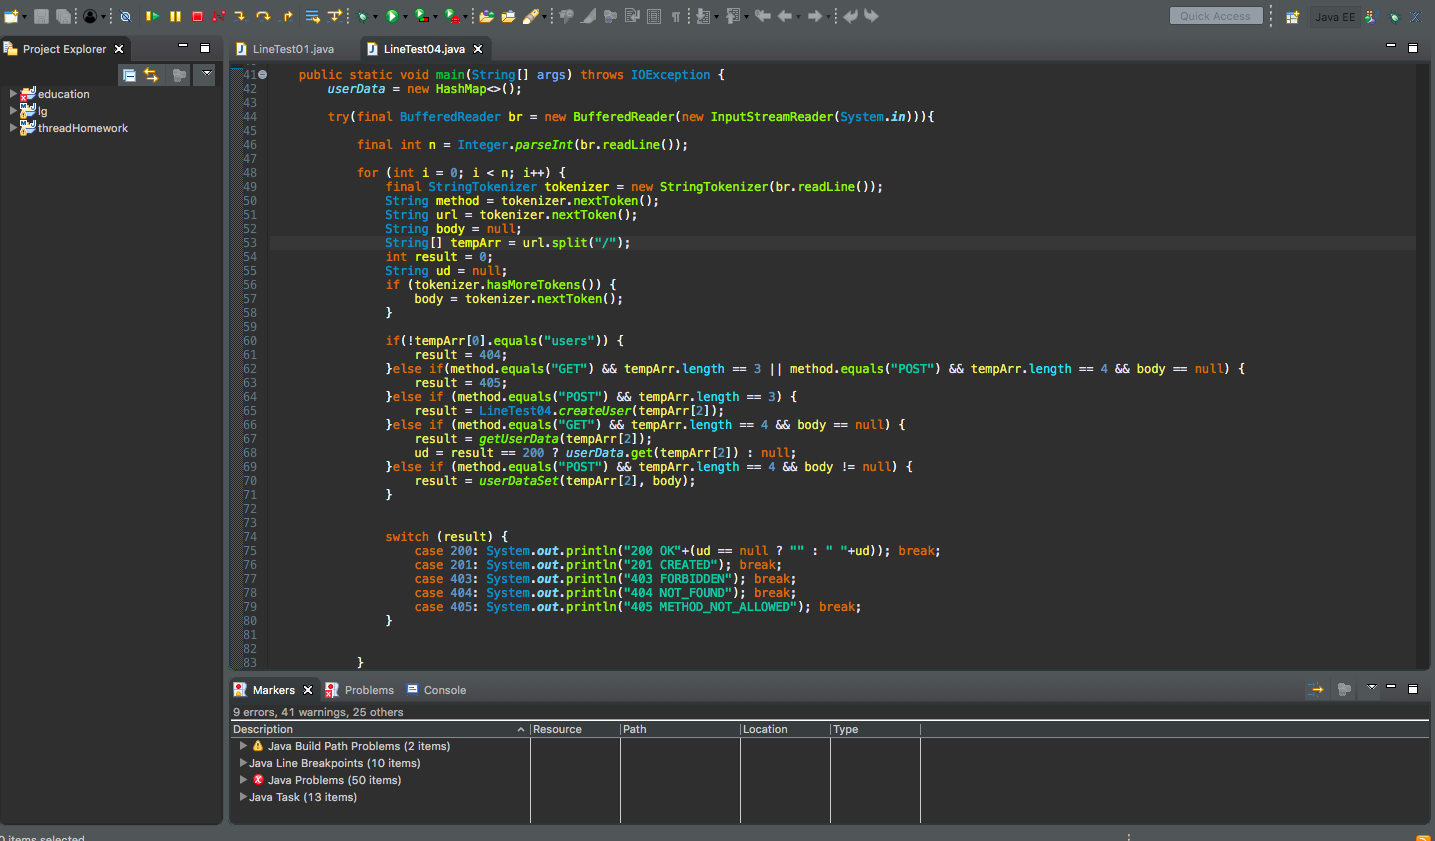 Quick Access
Java EE
Project Explorer
LineTest01.java
LineTest04.java
education
lg
threadHomework
41 public static void main(String[] args) throws IOException {
42 userData = new HashMap<>();
43
44 try(final BufferedReader br = new BufferedReader(new InputStreamReader(System.in))){
45
46 final int n = Integer.parseInt(br.readLine());
47
48 for (int i = 0; i < n; i++) {
49 final StringTokenizer tokenizer = new StringTokenizer(br.readLine());
50 String method = tokenizer.nextToken();
51 String url = tokenizer.nextToken();
52 String body = null;
53 String[] tempArr = url.split("/");
54 int result = 0;
55 String ud = null;
56 if (tokenizer.hasMoreTokens()) {
57 body = tokenizer.nextToken();
58 }
59
60 if(!tempArr[0].equals("users")) {
61 result = 404;
62 }else if(method.equals("GET") && tempArr.length == 3 || method.equals("POST") && tempArr.length == 4 && body == null) {
63 result = 405;
64 }else if (method.equals("POST") && tempArr.length == 3) {
65 result = LineTest04.createUser(tempArr[2]);
66 }else if (method.equals("GET") && tempArr.length == 4 && body == null) {
67 result = getUserData(tempArr[2]);
68 ud = result == 200 ? userData.get(tempArr[2]) : null;
69 }else if (method.equals("POST") && tempArr.length == 4 && body != null) {
70 result = userDataSet(tempArr[2], body);
71 }
72
73
74 switch (result) {
75 case 200: System.out.println("200 OK"+(ud == null ? "" : " "+ud)); break;
76 case 201: System.out.println("201 CREATED"); break;
77 case 403: System.out.println("403 FORBIDDEN"); break;
78 case 404: System.out.println("404 NOT_FOUND"); break;
79 case 405: System.out.println("405 METHOD_NOT_ALLOWED"); break;
80 }
81
82
83 }
Markers
Problems
Console
9 errors, 41 warnings, 25 others
Description Resource Path Location Type
Java Build Path Problems (2 items)
Java Line Breakpoints (10 items)
Java Problems (50 items)
Java Task (13 items)
0 items selected